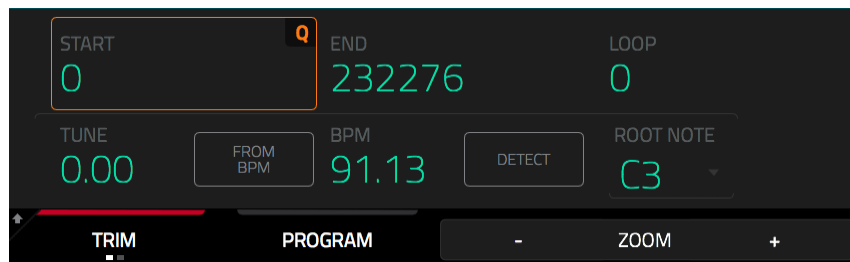 START Q END LOOP
0 232276 0
TUNE FROM BPM BPM DETECT ROOT NOTE
0.00 91.13 C3
TRIM PROGRAM - ZOOM +